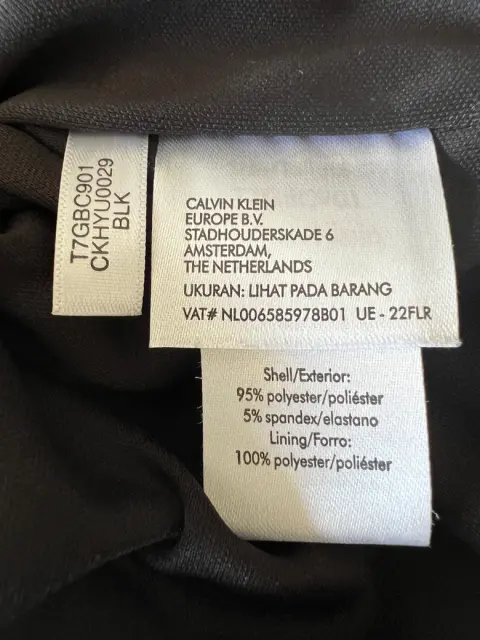 T7GBC901
CKHYU0029
BLK
CALVIN KLEIN
EUROPE B.V.
STADHOUDERSKADE 6
AMSTERDAM,
THE NETHERLANDS
UKURAN: LIHAT PADA BARANG
VAT# NL006585978B01 UE - 22FLR
Shell/Exterior:
95% polyester/poliéster
5% spandex/elastano
Lining/Forro:
100% polyester/poliéster